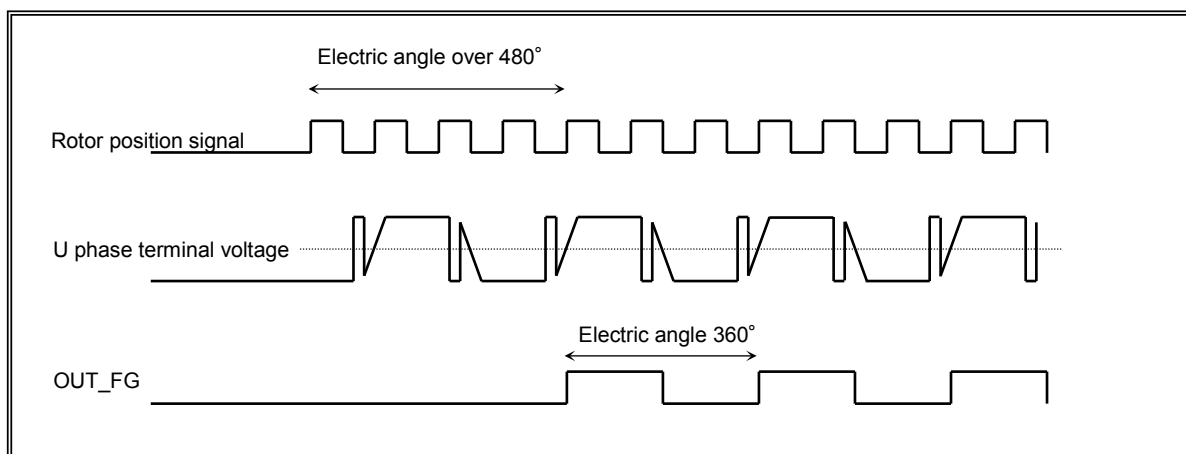 Electric angle over 480˚
Rotor position signal
U phase terminal voltage
Electric angle 360˚
OUT_FG